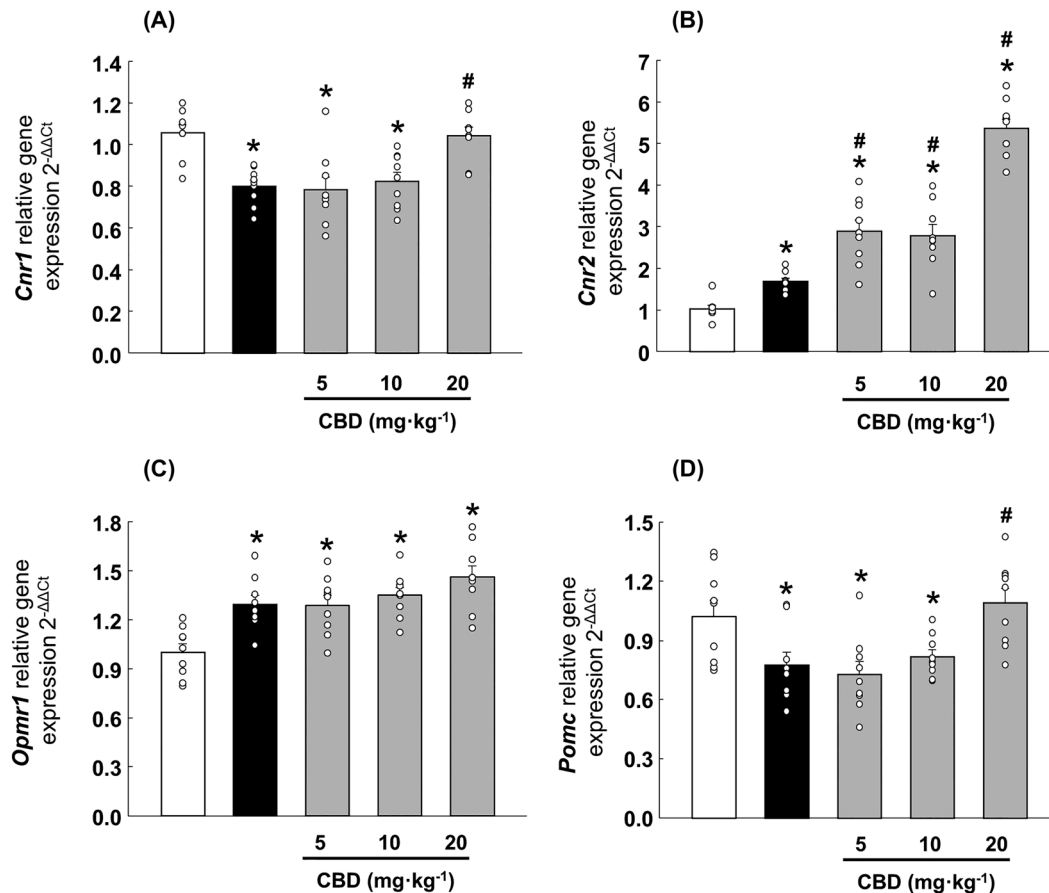 (A)
Cnr1 relative gene
expression 2-ΔΔCt
1.4
1.2
1.0
0.8
0.6
0.4
0.2
0.0
*
*
*
#
5 10 20
CBD (mg·kg-1)
(B)
Cnr2 relative gene
expression 2-ΔΔCt
7
6
5
4
3
2
1
0
*
#
*
#
*
#
*
5 10 20
CBD (mg·kg-1)
(C)
Opmr1 relative gene
expression 2-ΔΔCt
1.8
1.5
1.2
0.9
0.6
0.3
0.0
*
*
*
*
5 10 20
CBD (mg·kg-1)
(D)
Pomc relative gene
expression 2-ΔΔCt
1.5
1.2
0.9
0.6
0.3
0.0
*
*
*
#
5 10 20
CBD (mg·kg-1)